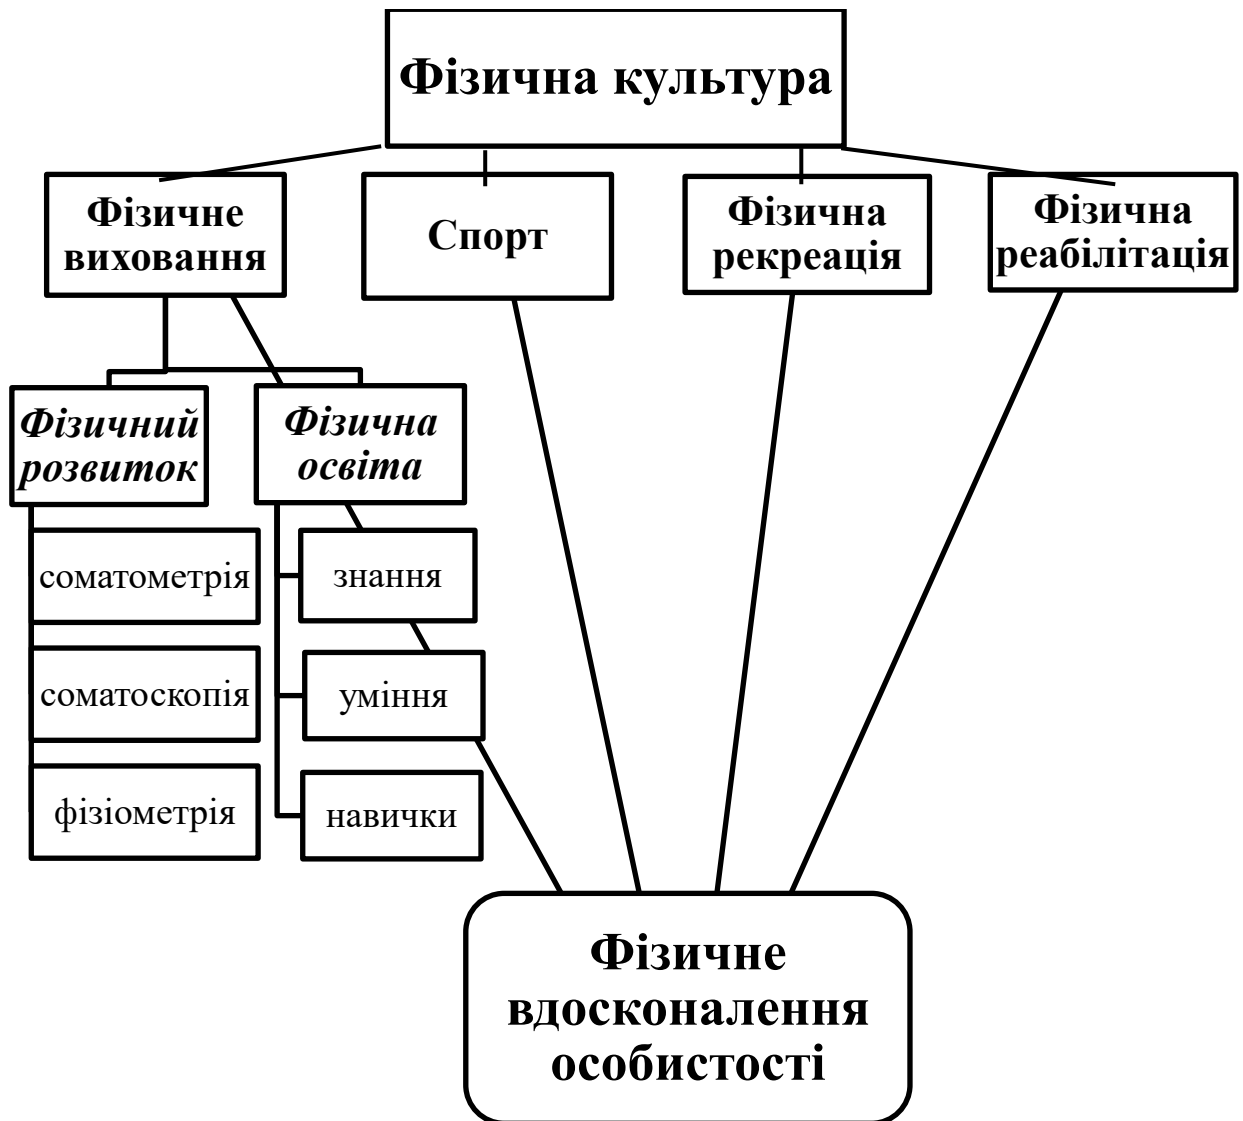 Фізична культура
Фізичне
виховання
Спорт
Фізична
рекреація
Фізична
реабілітація
Фізичний
розвиток
Фізична
освіта
соматометрія
знання
соматоскопія
уміння
фізіометрія
навички
Фізичне
вдосконалення
особистості